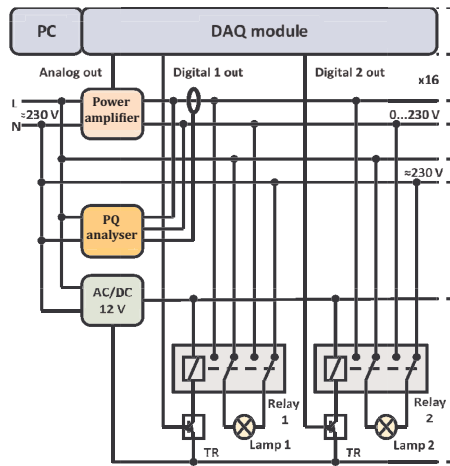 PC
DAQ module
Analog out
Digital 1 out
Digital 2 out
x16
L
≈230 V
N
Power
amplifier
0...230 V
≈230 V
PQ
analyser
AC/DC
12 V
Relay
1
Relay
2
TR
Lamp 1
TR
Lamp 2